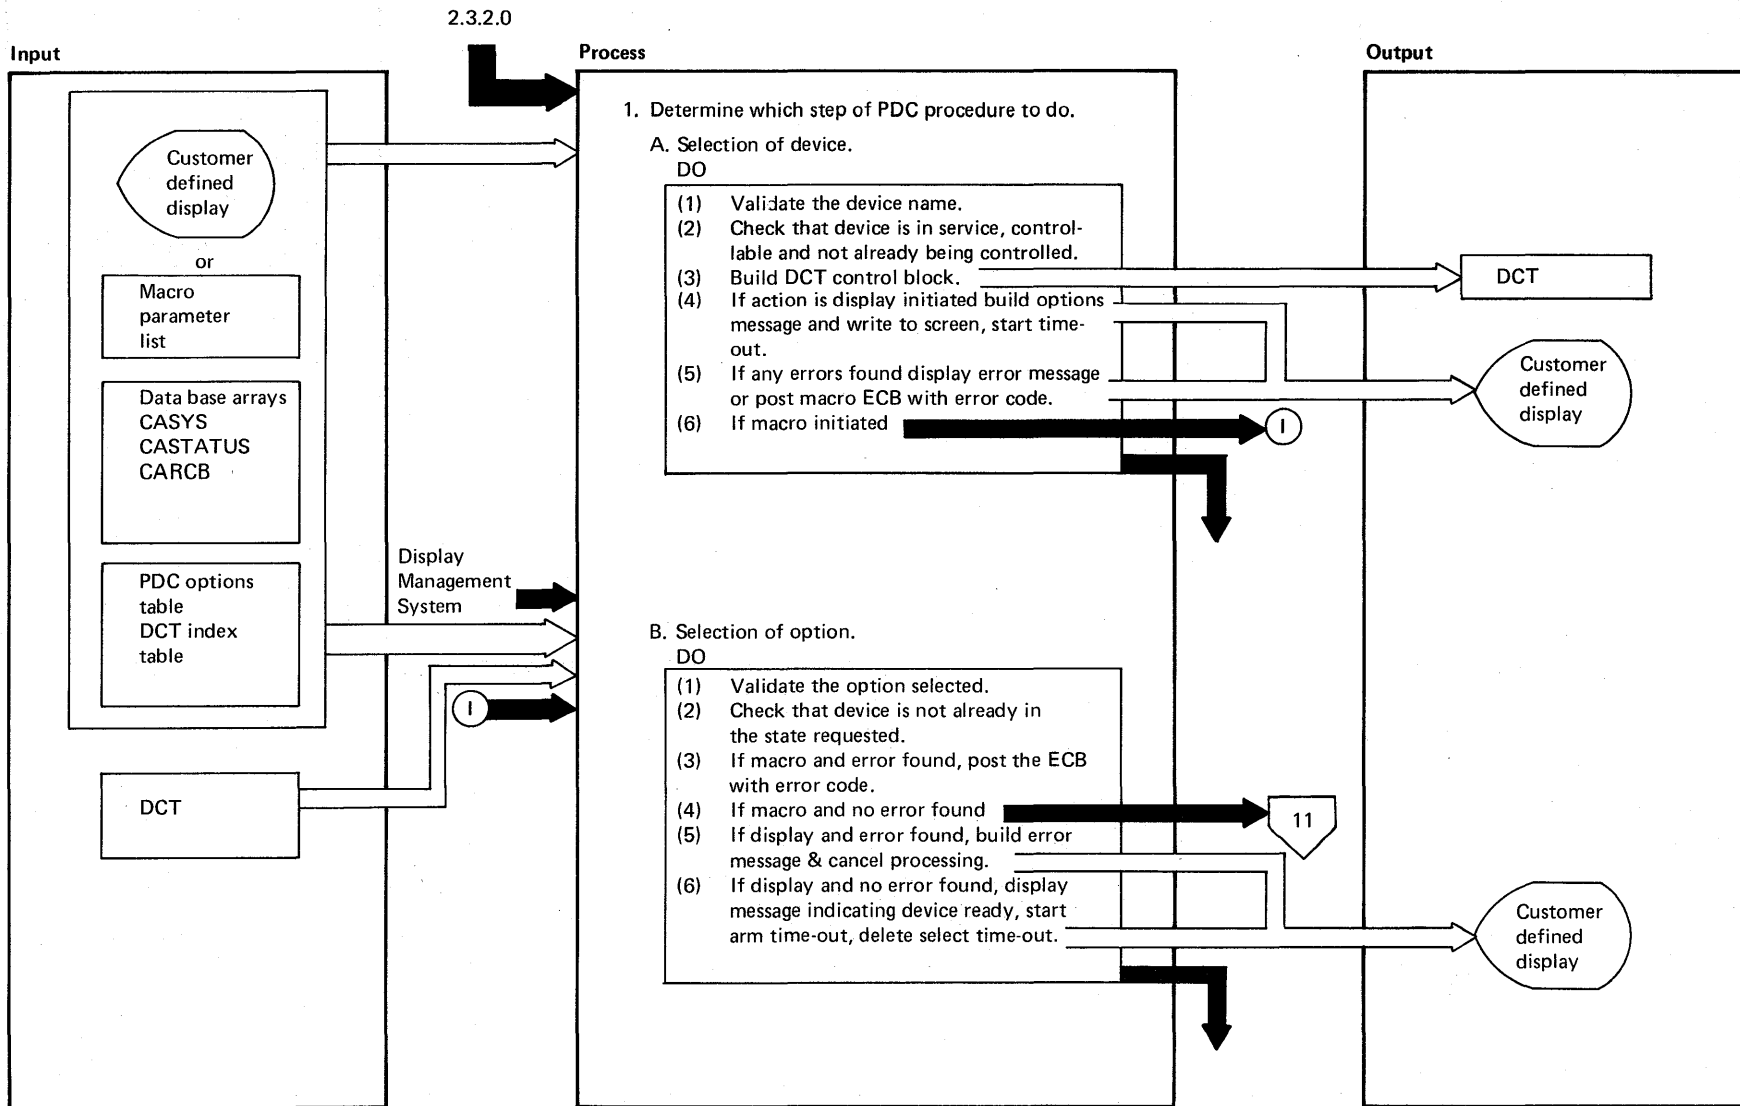 2.3.2.0
Input
Process
Output
Customer
defined
display
or
Macro
parameter
list
Data base arrays
CASYS
CASTATUS
CARCB
PDC options
table
DCT index
table
DCT
Display
Management
System
I
1. Determine which step of PDC procedure to do.
A. Selection of device.
DO
(1) Validate the device name.
(2) Check that device is in service, control-
lable and not already being controlled.
(3) Build DCT control block.
(4) If action is display initiated build options
message and write to screen, start time-
out.
(5) If any errors found display error message
or post macro ECB with error code.
(6) If macro initiated
I
B. Selection of option.
DO
(1) Validate the option selected.
(2) Check that device is not already in
the state requested.
(3) If macro and error found, post the ECB
with error code.
(4) If macro and no error found
11
(5) If display and error found, build error
message & cancel processing.
(6) If display and no error found, display
message indicating device ready, start
arm time-out, delete select time-out.
DCT
Customer
defined
display
Customer
defined
display